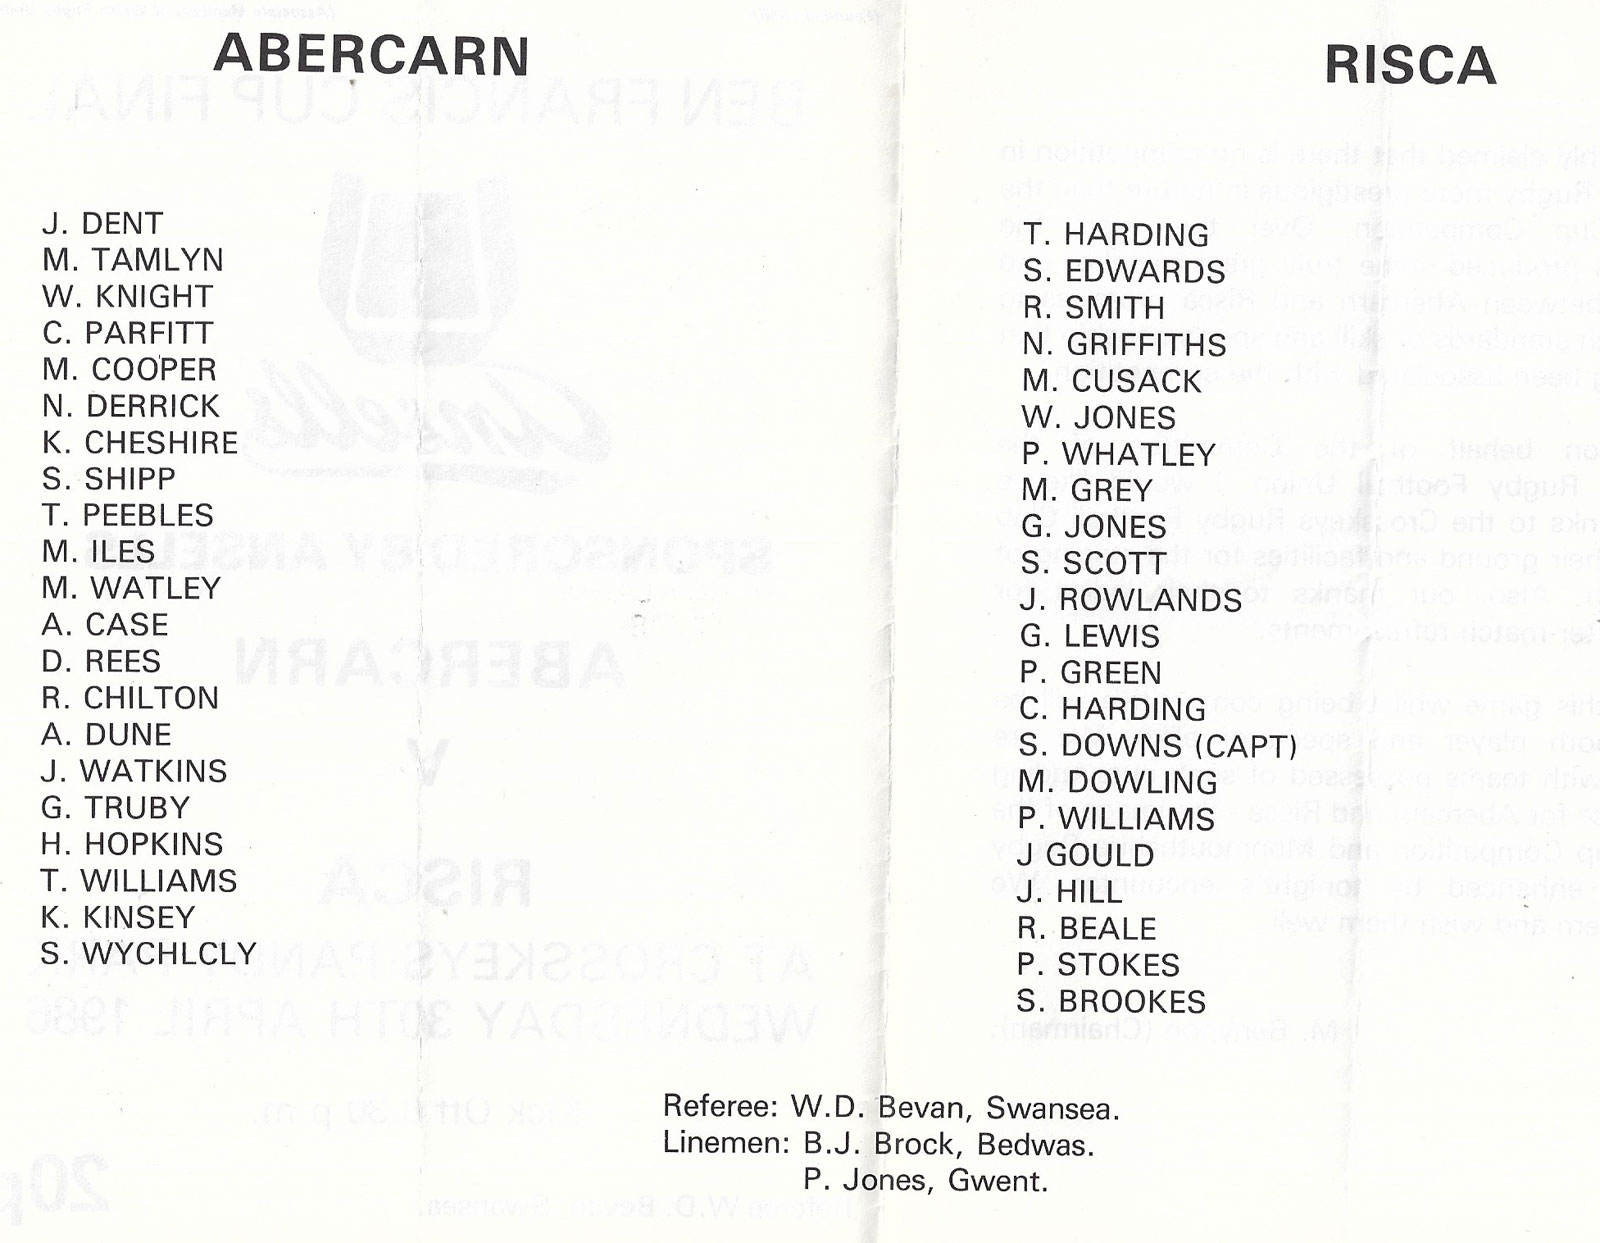 ABERCARN
J. DENT
M. TAMLYN
W. KNIGHT
C. PARFITT
M. COOPER
N. DERRICK
K. CHESHIRE
S. SHIPP
T. PEEBLES
M. ILES
M. WATLEY
A. CASE
D. REES
R. CHILTON
A. DUNE
J. WATKINS
G. TRUBY
H. HOPKINS
T. WILLIAMS
K. KINSEY
S. WYCHLCLY
RISCA
T. HARDING
S. EDWARDS
R. SMITH
N. GRIFFITHS
M. CUSACK
W. JONES
P. WHATLEY
M. GREY
G. JONES
S. SCOTT
J. ROWLANDS
G. LEWIS
P. GREEN
C. HARDING
S. DOWNS (CAPT)
M. DOWLING
P. WILLIAMS
J GOULD
J. HILL
R. BEALE
P. STOKES
S. BROOKES
Referee: W.D. Bevan, Swansea.
Linemen: B.J. Brock, Bedwas.
P. Jones, Gwent.